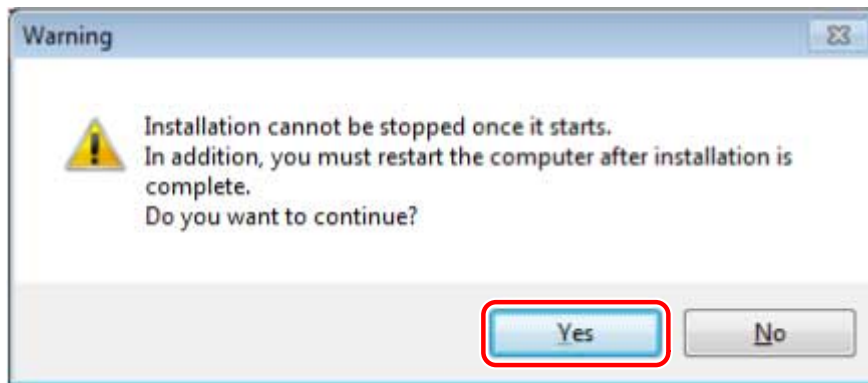 Warning
Installation cannot be stopped once it starts.
In addition, you must restart the computer after installation is
complete.
Do you want to continue?
Yes
No